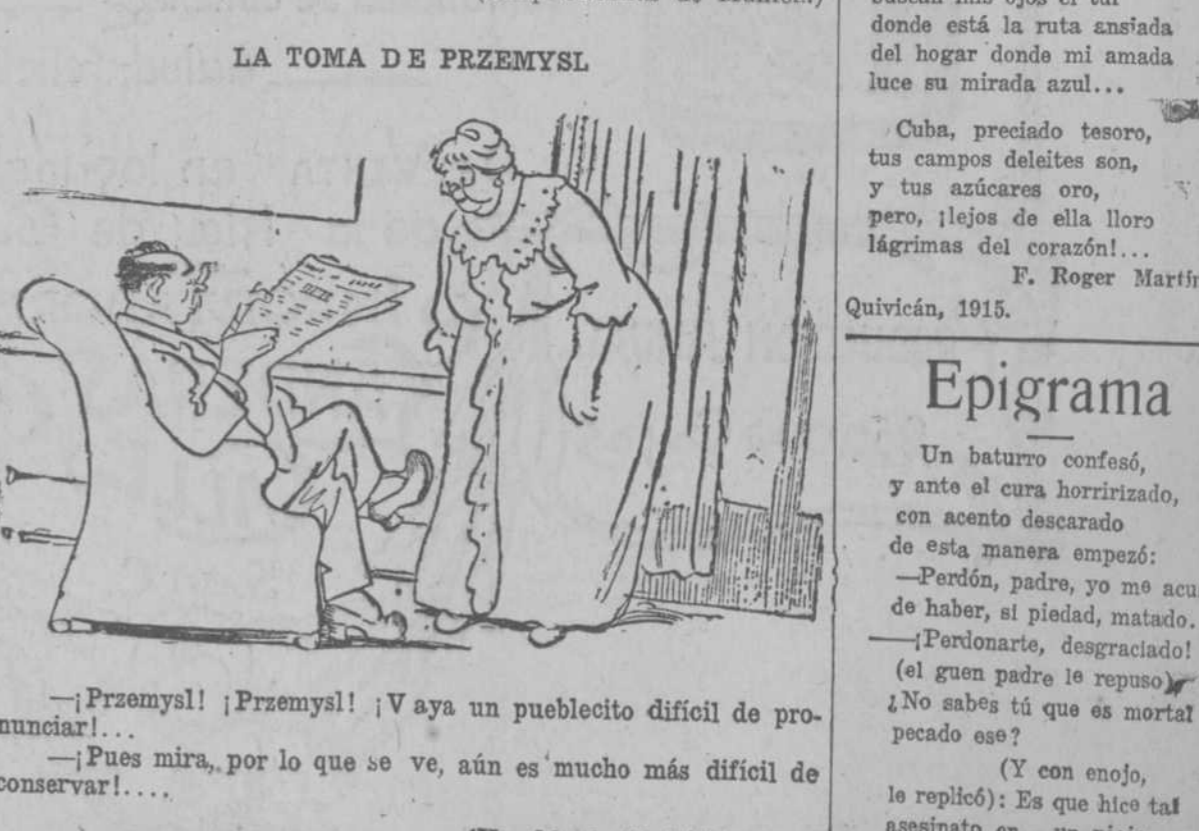 LA TOMA DE PRZEMYSL
—¡Przemysl! ¡Przemysl! ¡V aya un pueblecito difícil de pro-
nunciar!...
—¡Pues mira, por lo que se ve, aún es mucho más difícil de
conservar!....
donde está la ruta ansiada
del hogar donde mi amada
luce su mirada azul...
Cuba, preciado tesoro,
tus campos deleites son,
y tus azúcares oro,
pero, ¡lejos de ella lloro
lágrimas del corazón!...
F. Roger Martín
Quivicán, 1915.
Epigrama
Un baturro confesó,
y ante el cura horririzado,
con acento descarado
de esta manera empezó:
—Perdón, padre, yo me acu
de haber, si piedad, matado.
—¡Perdonarte, desgraciado!
(el guen padre le repuso)
¿No sabes tú que es mortal
pecado ese?
(Y con enojo,
le replicó): Es que hice tal
asesinato en